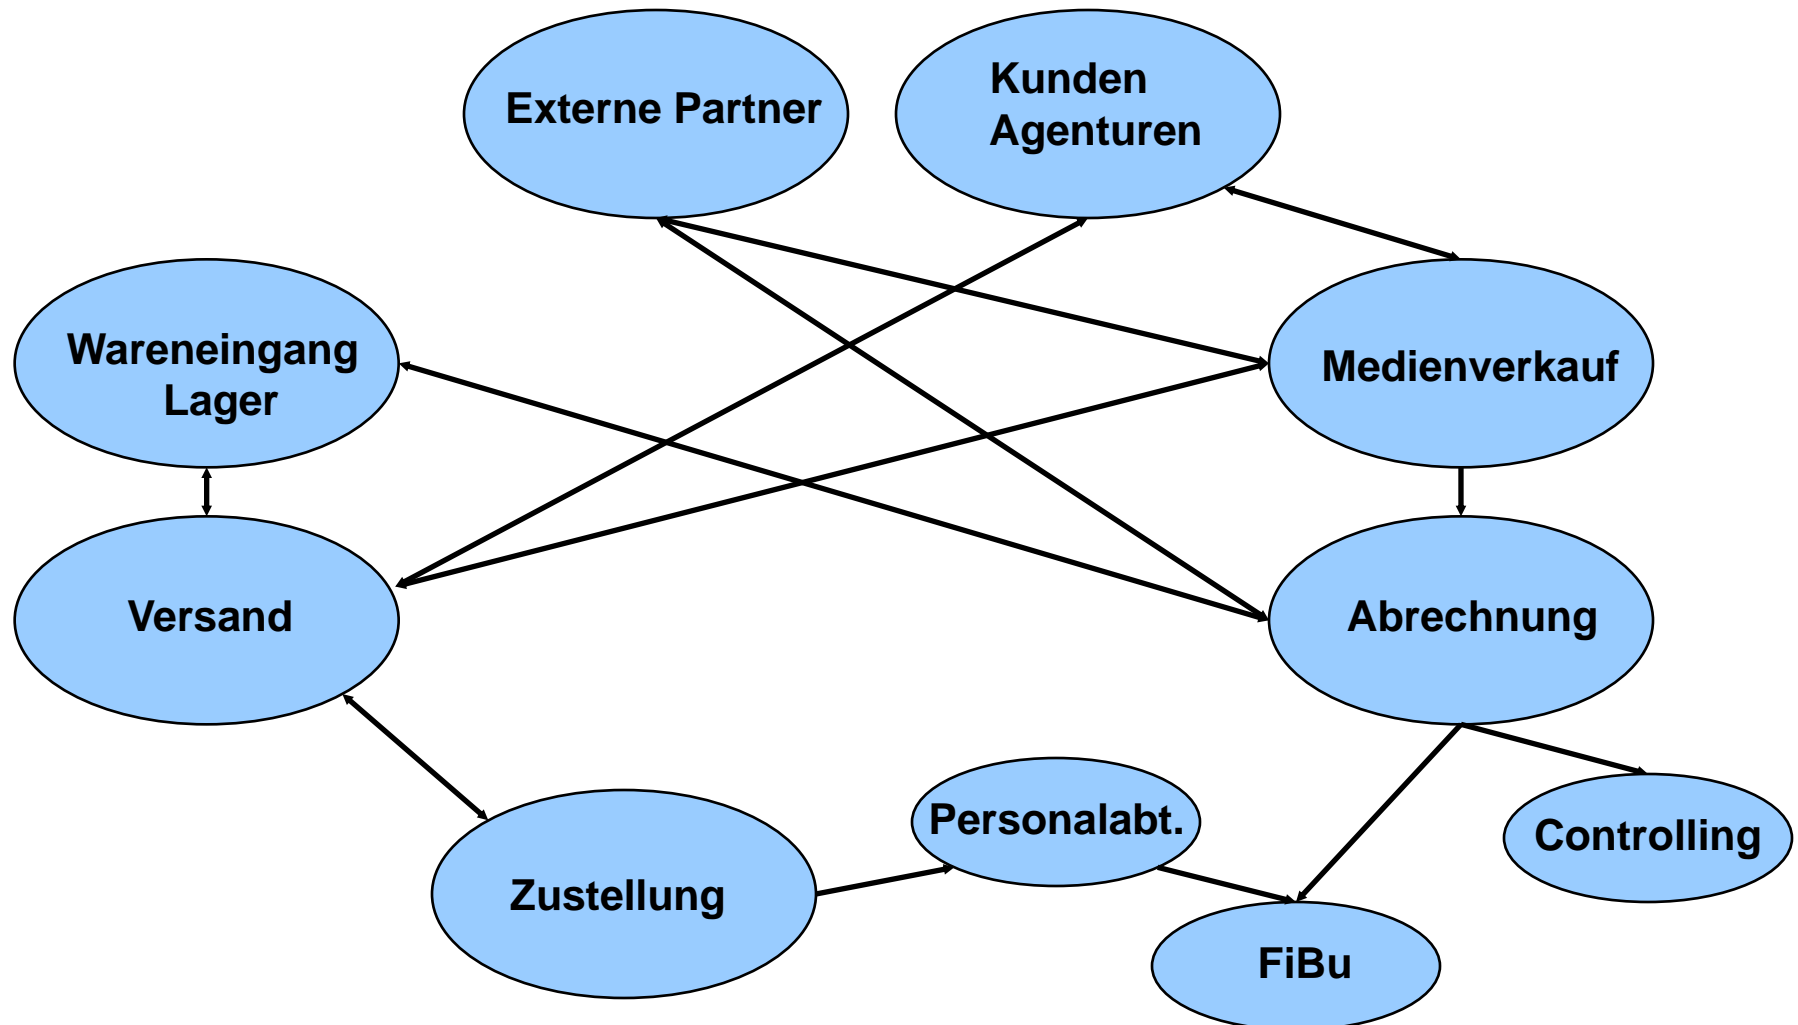 Externe Partner
Kunden
Agenturen
Wareneingang
Lager
Medienverkauf
Versand
Abrechnung
Personalabt.
Controlling
Zustellung
FiBu